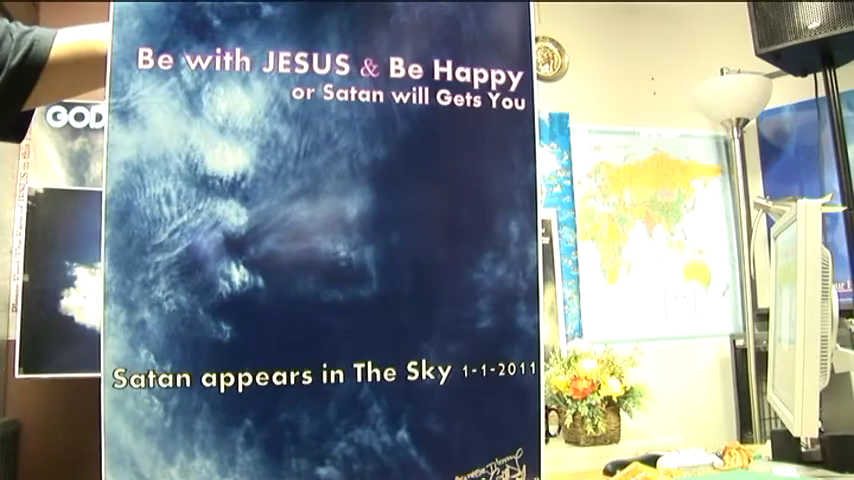 Be with JESUS & Be Happy
or Satan will Gets You
GOD
Satan appears in The Sky 1-1-2011